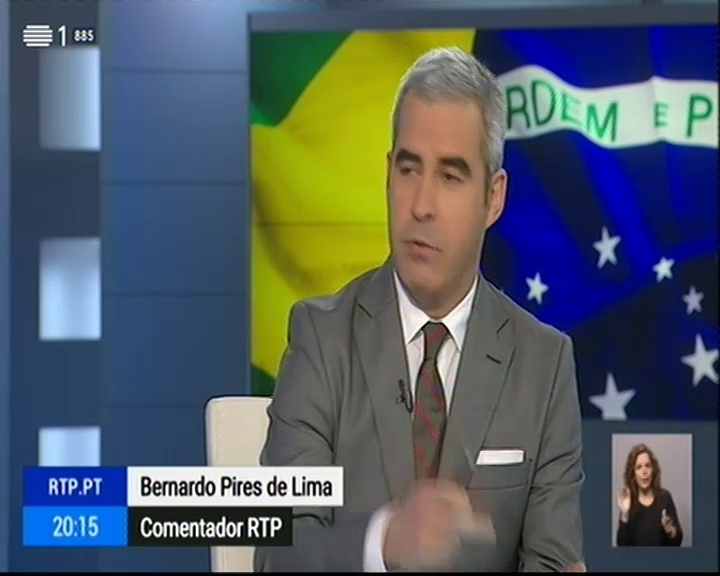 1 885
RDEM E P
RTP.PT
Bernardo Pires de Lima
20:15
Comentador RTP